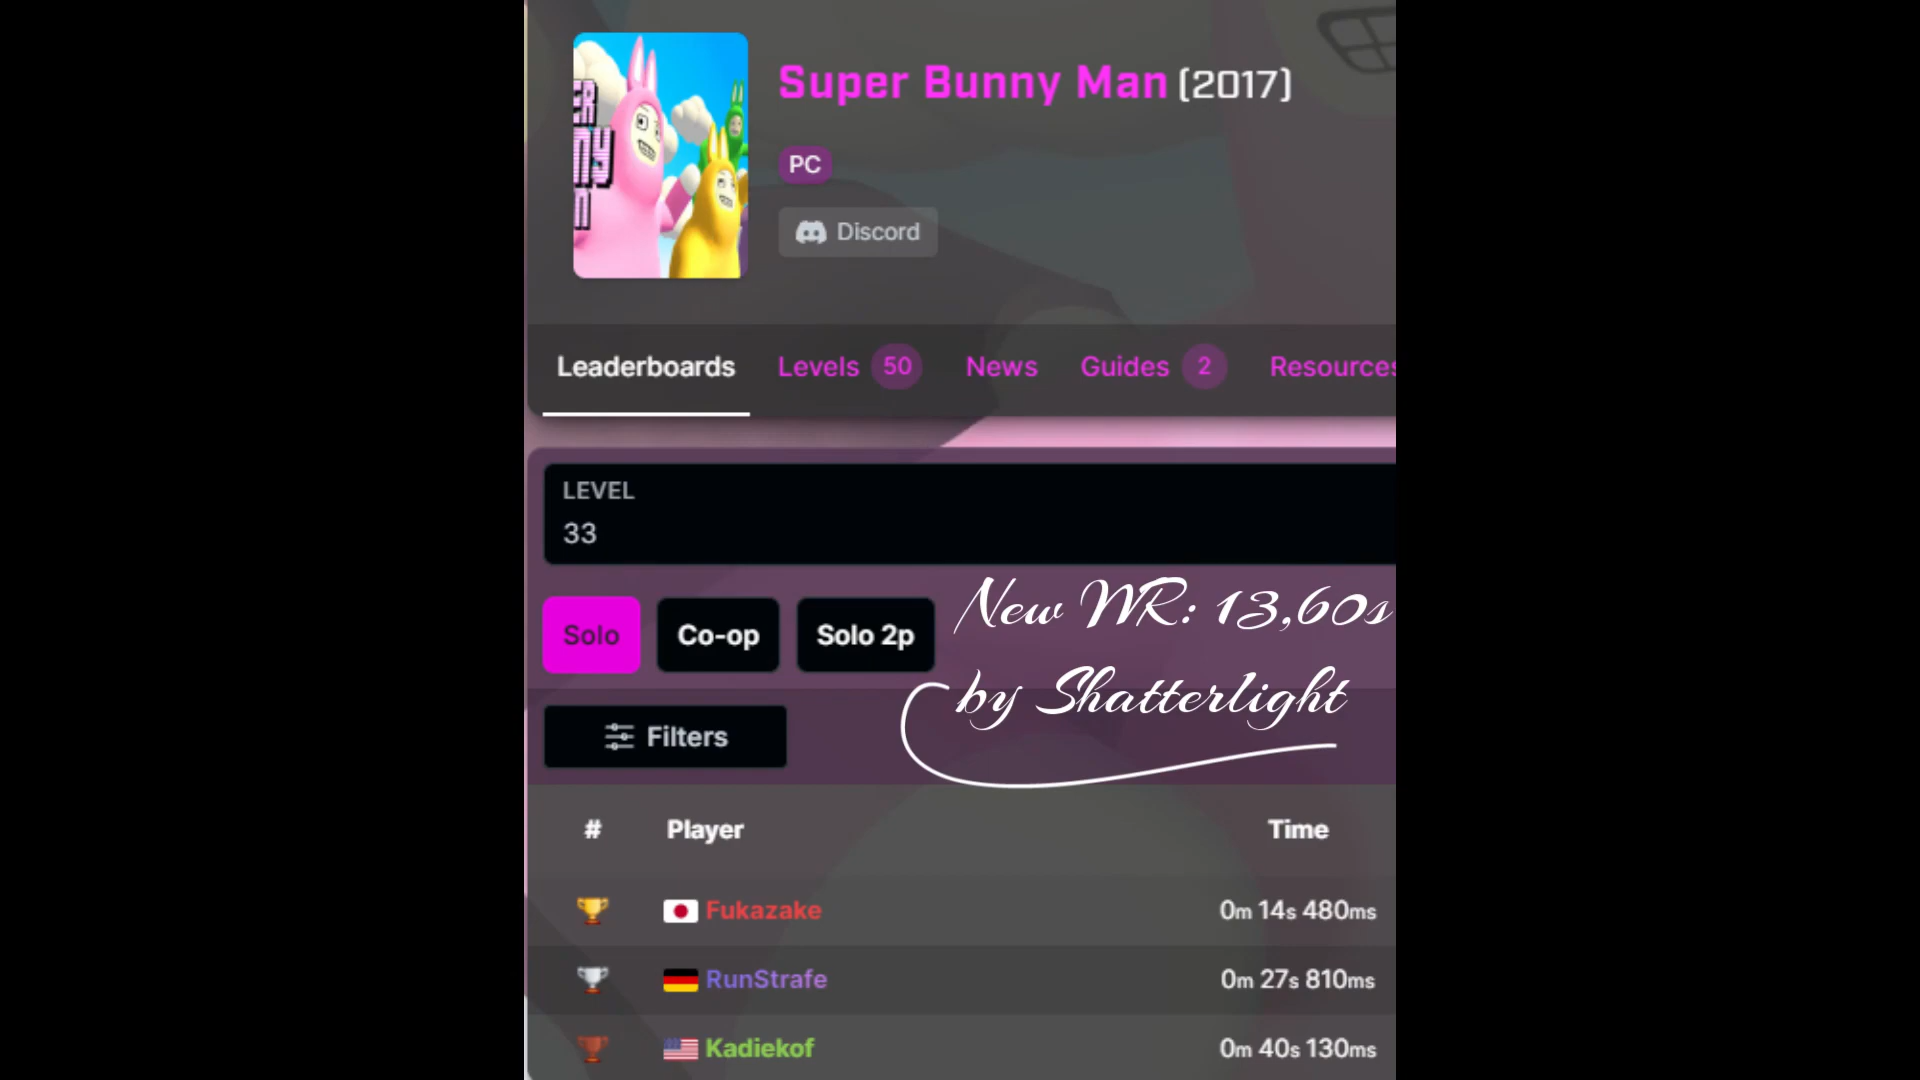 Super Bunny Man (2017)
PC
Discord
Leaderboards Levels 50 News Guides 2 Resources
LEVEL
33
Solo Co-op Solo 2p
New WR: 13,60s
by Shatterlight
Filters
# Player Time
Fukazake 0m 14s 480ms
RunStrafe 0m 27s 810ms
Kadiekof 0m 40s 130ms